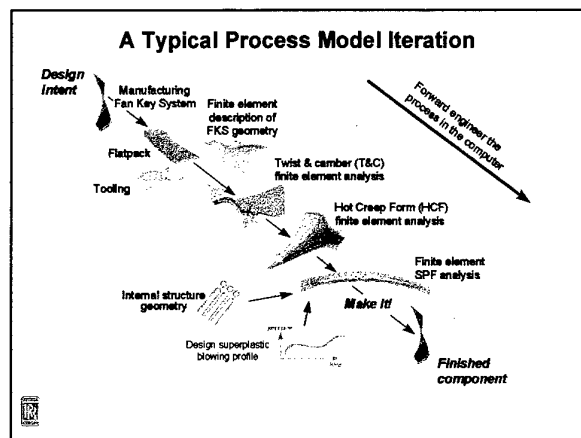 A Typical Process Model Iteration
Design
Intent
Manufacturing
Fan Key System
Finite element
description of
FKS geometry
Forward engineer the
process in the computer
Flatpack
Tooling
Twist & camber (T&C)
finite element analysis
Hot Creep Form (HCF)
finite element analysis
Finite element
SPF analysis
Internal structure
geometry
Make it!
Design superplastic
blowing profile
Finished
component